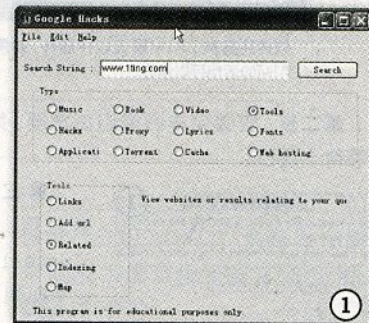 Google Hacks
File Edit Help
Search String : www.1ting.com Search
Type
Music Book Video Tools
Hacks Proxy Lyrics Fonts
Applicati Torrent Cache Web hosting
Tools
Links View websites or results relating to your que
Add url
Related
Indexing
Map
This program is for educational purposes only
1